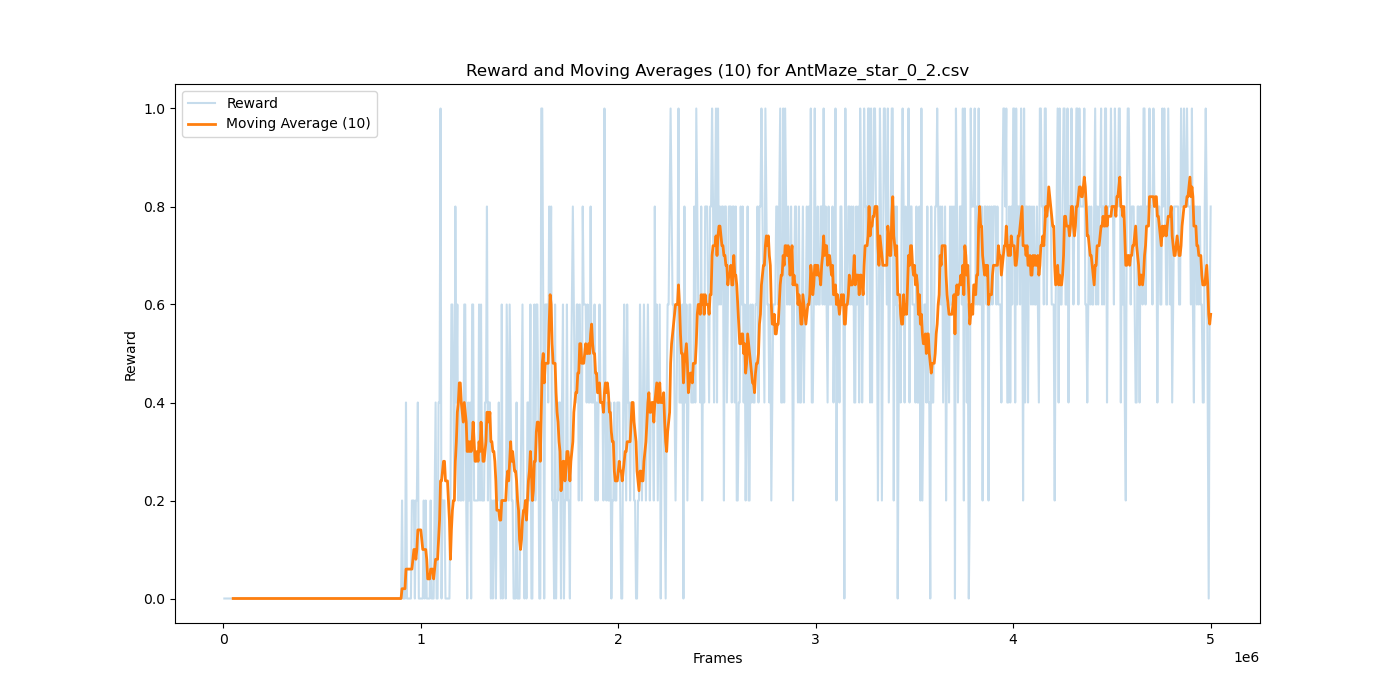 Reward and Moving Averages (10) for AntMaze_star_0_2.csv
Reward
Moving Average (10)
1.0
0.8
0.6
0.4
0.2
0.0
Reward
0 1 2 3 4 5
1e6
Frames